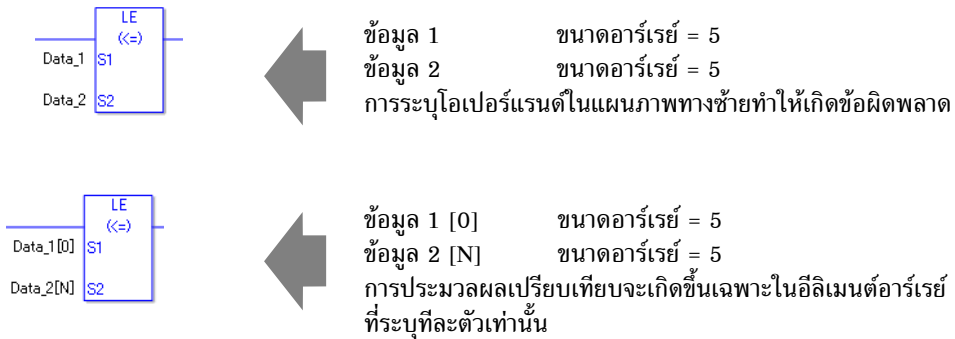 LE
(<=)
Data_1 S1
Data_2 S2
ข้อมูล 1 ขนาดอาร์เรย์ = 5
ข้อมูล 2 ขนาดอาร์เรย์ = 5
การระบุโอเปอร์แรนด์ในแผนภาพทางซ้ายทำให้เกิดข้อผิดพลาด
LE
(<=)
Data_1[0] S1
Data_2[N] S2
ข้อมูล 1 [0] ขนาดอาร์เรย์ = 5
ข้อมูล 2 [N] ขนาดอาร์เรย์ = 5
การประมวลผลเปรียบเทียบจะเกิดขึ้นเฉพาะในอีลิเมนต์อาร์เรย์
ที่ระบุทีละตัวเท่านั้น